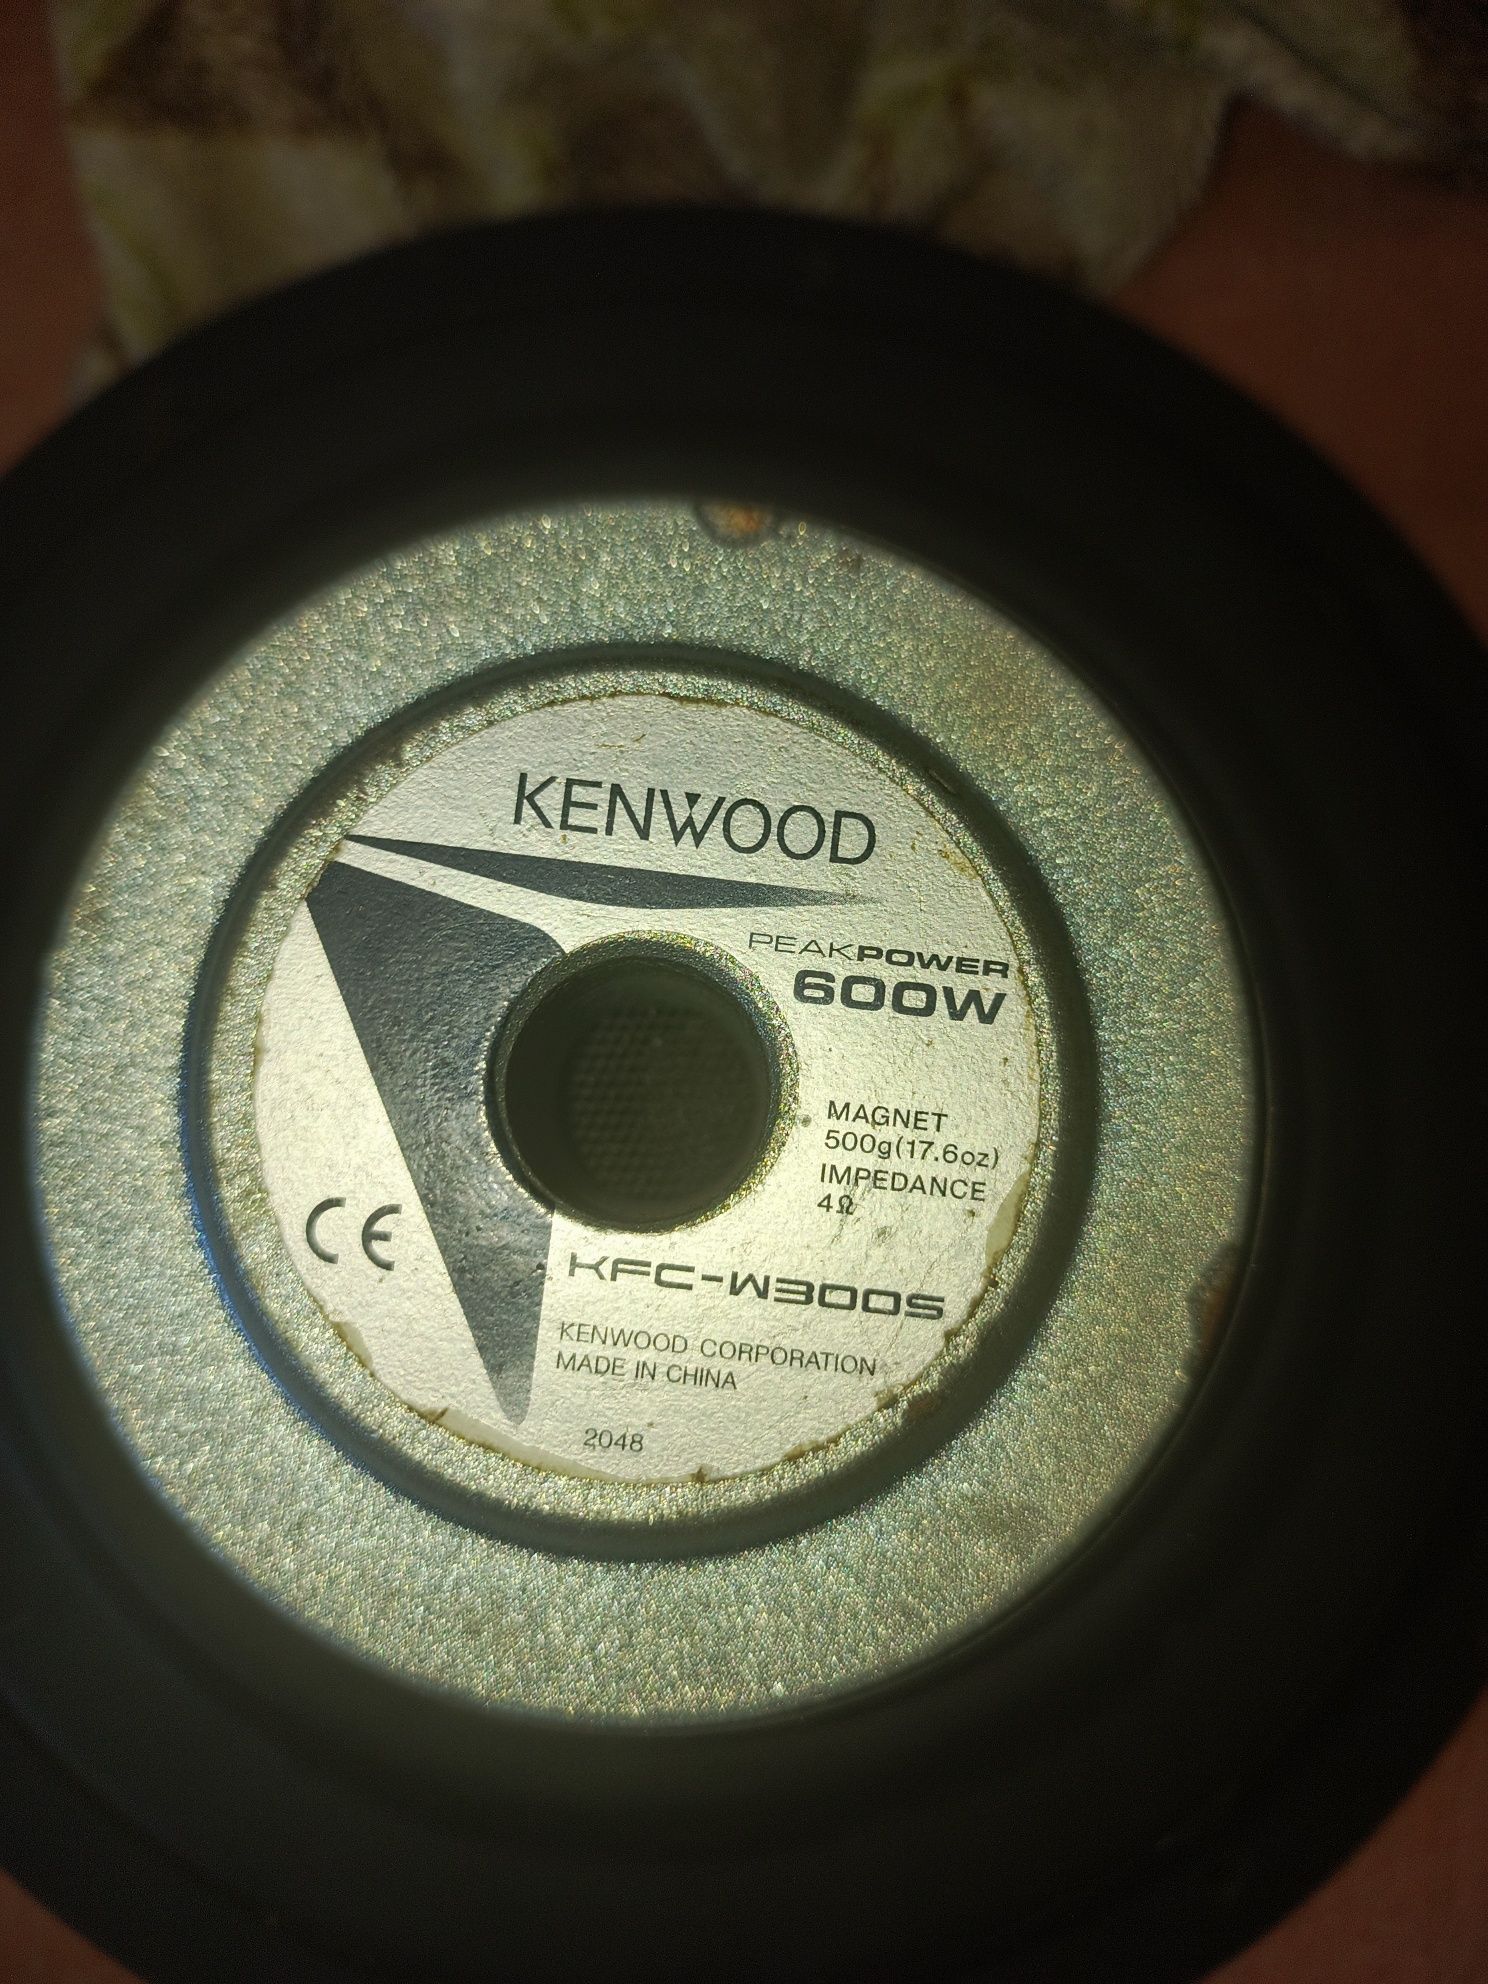 KENWOOD
PEAKPOWER
600W
MAGNET
500g(17.6oz)
IMPEDANCE
4Ω
CE
KFC-W300S
KENWOOD CORPORATION
MADE IN CHINA
2048